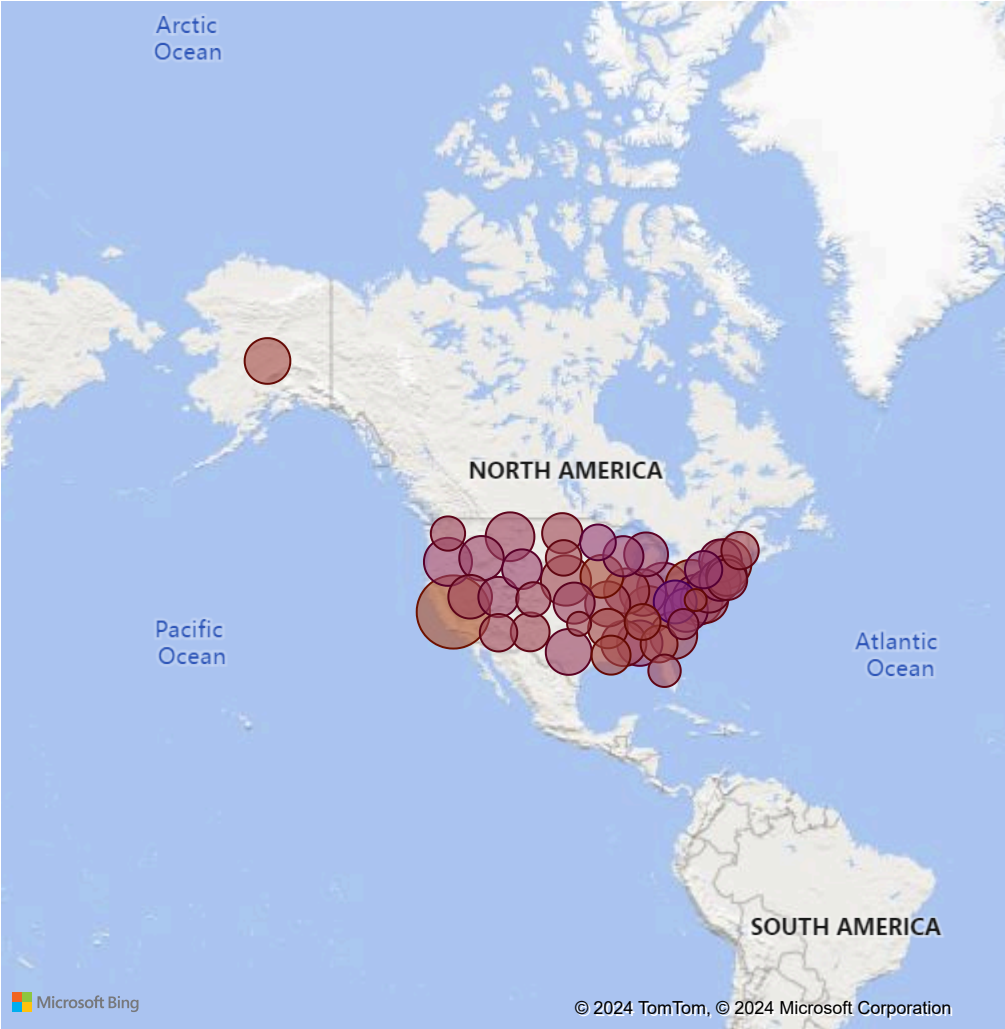 Arctic
Ocean
NORTH AMERICA
Pacific
Ocean
Atlantic
Ocean
SOUTH AMERICA
Microsoft Bing
© 2024 TomTom, © 2024 Microsoft Corporation